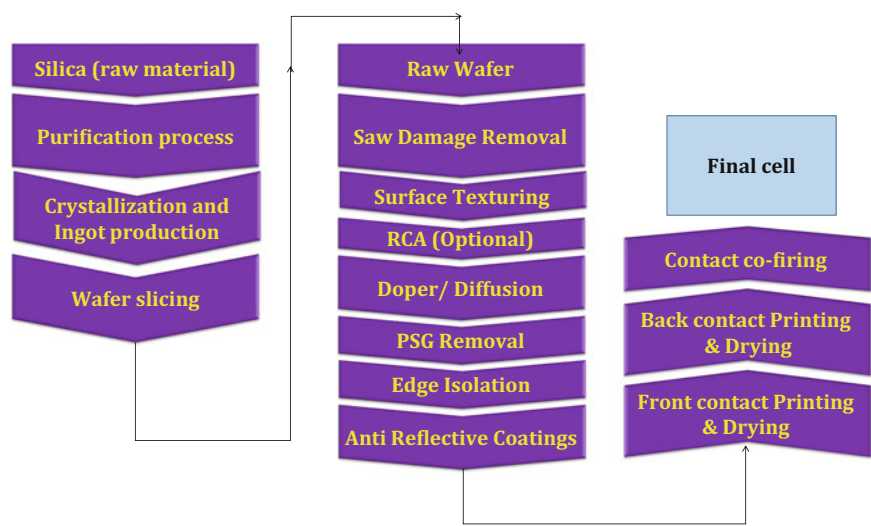 Silica (raw material)
Purification process
Crystallization and
Ingot production
Wafer slicing
Raw Wafer
Saw Damage Removal
Surface Texturing
RCA (Optional)
Doper/ Diffusion
PSG Removal
Edge Isolation
Anti Reflective Coatings
Front contact Printing
& Drying
Back contact Printing
& Drying
Contact co-firing
Final cell